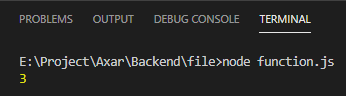 PROBLEMS OUTPUT DEBUG CONSOLE TERMINAL
E:\Project\Axar\Backend\file>node function.js
3